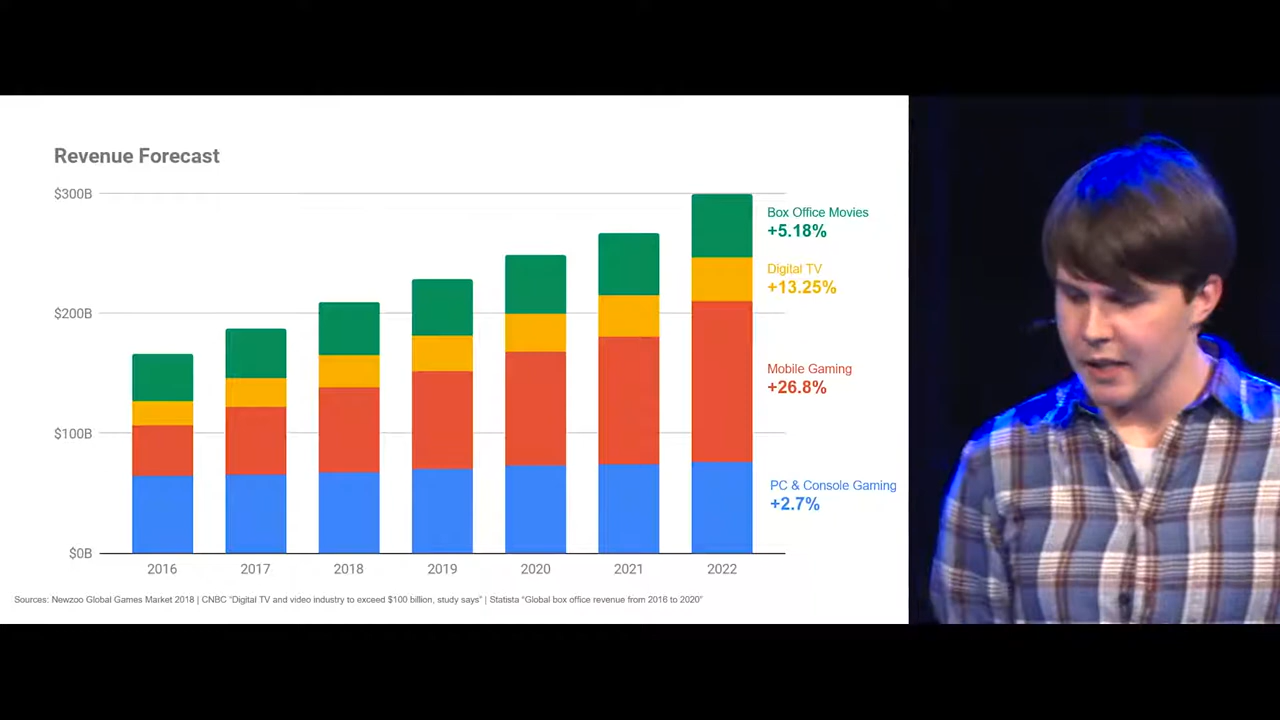 Revenue Forecast
$300B
$200B
$100B
$0B
Box Office Movies
+5.18%
Digital TV
+13.25%
Mobile Gaming
+26.8%
PC & Console Gaming
+2.7%
2016 2017 2018 2019 2020 2021 2022
Sources: Newzoo Global Games Market 2018 | CNBC "Digital TV and video industry to exceed $100 billion, study says" | Statista "Global box office revenue from 2016 to 2020"